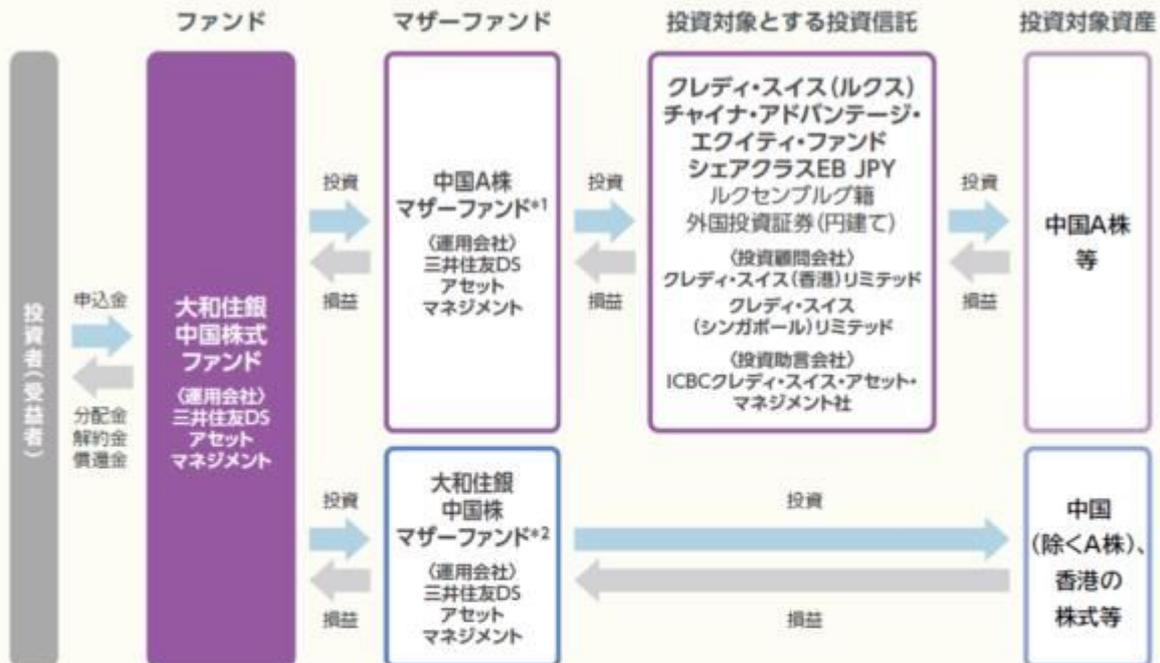 ファンド
マザーファンド
投資対象とする投資信託
投資対象資産
投資者(受益者)
申込金
分配金
解約金
償還金
大和住銀
中国株式
ファンド
〈運用会社〉
三井住友DS
アセット
マネジメント
投資
損益
中国A株
マザーファンド*1
〈運用会社〉
三井住友DS
アセット
マネジメント
投資
損益
クレディ・スイス(ルクス)
チャイナ・アドバンテージ・
エクイティ・ファンド
シェアクラスEB JPY
ルクセンブルグ籍
外国投資証券(円建て)
〈投資顧問会社〉
クレディ・スイス(香港)リミテッド
クレディ・スイス
(シンガポール)リミテッド
〈投資助言会社〉
ICBCクレディ・スイス・アセット・
マネジメント社
投資
損益
中国A株
等
投資
損益
大和住銀
中国株
マザーファンド*2
〈運用会社〉
三井住友DS
アセット
マネジメント
投資
損益
中国
(除くA株)、
香港の
株式等